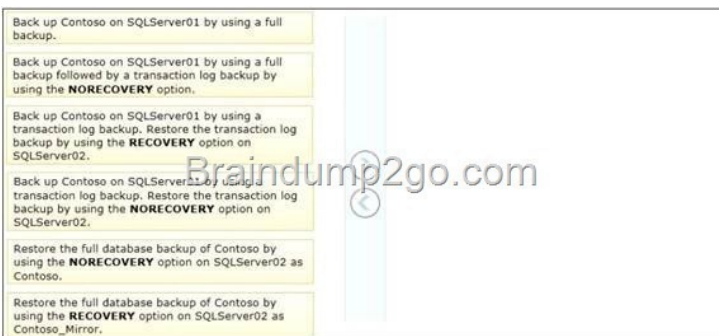 Back up Contoso on SQLServer01 by using a full
backup.
Back up Contoso on SQLServer01 by using a full
backup followed by a transaction log backup by
using the NORECOVERY option.
Back up Contoso on SQLServer01 by using a
transaction log backup. Restore the transaction log
backup by using the RECOVERY option on
SQLServer02.
Braindump2go.com
Back up Contoso on SQLServer01 by using a
transaction log backup. Restore the transaction log
backup by using the NORECOVERY option on
SQLServer02.
Restore the full database backup of Contoso by
using the NORECOVERY option on SQLServer02 as
Contoso.
Restore the full database backup of Contoso by
using the RECOVERY option on SQLServer02 as
Contoso_Mirror.